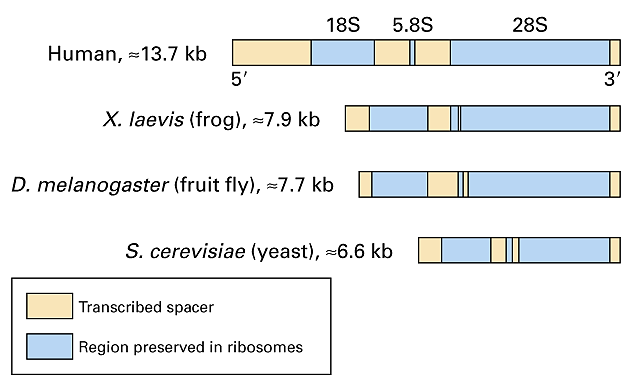 18S 5.8S 28S
Human, ≈13.7 kb
5′ 3′
X. laevis (frog), ≈7.9 kb
D. melanogaster (fruit fly), ≈7.7 kb
S. cerevisiae (yeast), ≈6.6 kb
Transcribed spacer
Region preserved in ribosomes